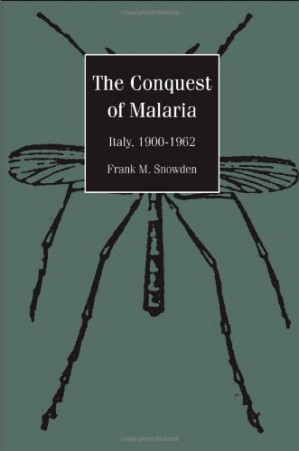 The Conquest
of Malaria
Italy, 1900-1962
Frank M. Snowden